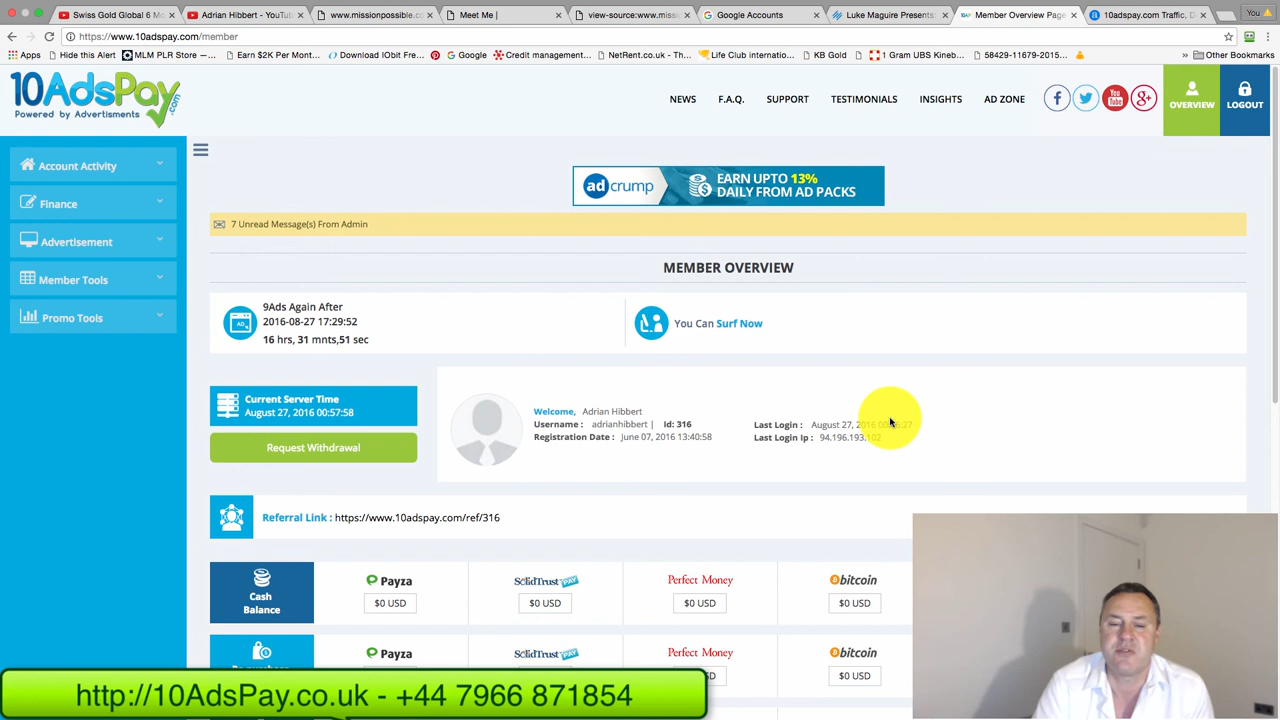 Swiss Gold Global 6 Mo
Adrian Hibbert - YouTu
www.missionpossible.co
Meet Me |
view-source:www.missi
Google Accounts
Luke Maguire Presents:
Member Overview Page
10adspay.com Traffic, D
You
https://www.10adspay.com/member
Apps
Hide this Alert
MLM PLR Store —...
Earn $2K Per Mont...
Download IObit Fre...
Google
Credit management...
NetRent.co.uk - Th...
Life Club internatio...
KB Gold
1 Gram UBS Kineb...
58429-11679-2015...
Other Bookmarks
10AdsPay.com
Powered by Advertisments
NEWS
F.A.Q.
SUPPORT
TESTIMONIALS
INSIGHTS
AD ZONE
OVERVIEW
LOGOUT
Account Activity
Finance
Advertisement
Member Tools
Promo Tools
ad crump
EARN UPTO 13%
DAILY FROM AD PACKS
7 Unread Message(s) From Admin
MEMBER OVERVIEW
9Ads Again After
2016-08-27 17:29:52
16 hrs, 31 mnts,51 sec
You Can Surf Now
Current Server Time
August 27, 2016 00:57:58
Request Withdrawal
Welcome, Adrian Hibbert
Username : adrianhibbert | Id: 316
Registration Date : June 07, 2016 13:40:58
Last Login : August 27, 2016
Last Login Ip : 94.196.193.102
Referral Link : https://www.10adspay.com/ref/316
Cash
Balance
Payza
$0 USD
SolidTrust PAY
$0 USD
Perfect Money
$0 USD
bitcoin
$0 USD
Payza
SolidTrust PAY
Perfect Money
bitcoin
$0 USD
http://10AdsPay.co.uk - +44 7966 871854